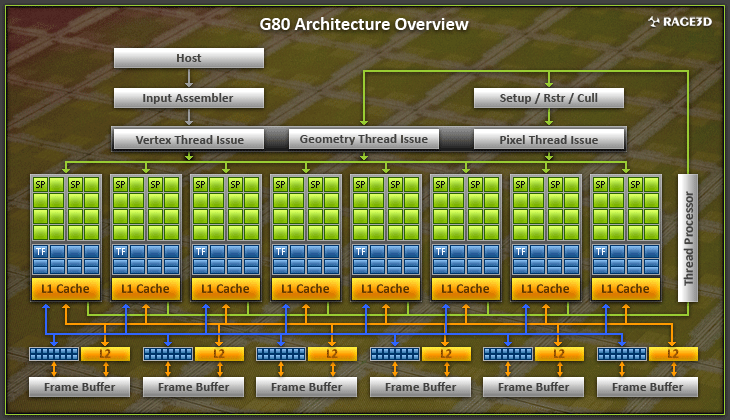 G80 Architecture Overview
RAGE3D
Host
Input Assembler
Setup / Rstr / Cull
Vertex Thread Issue
Geometry Thread Issue
Pixel Thread Issue
SP SP SP SP SP SP SP SP SP SP SP SP SP SP SP SP
TF TF TF TF TF TF TF TF
L1 Cache L1 Cache L1 Cache L1 Cache L1 Cache L1 Cache L1 Cache L1 Cache
Thread Processor
L2 L2 L2 L2 L2 L2
Frame Buffer Frame Buffer Frame Buffer Frame Buffer Frame Buffer Frame Buffer